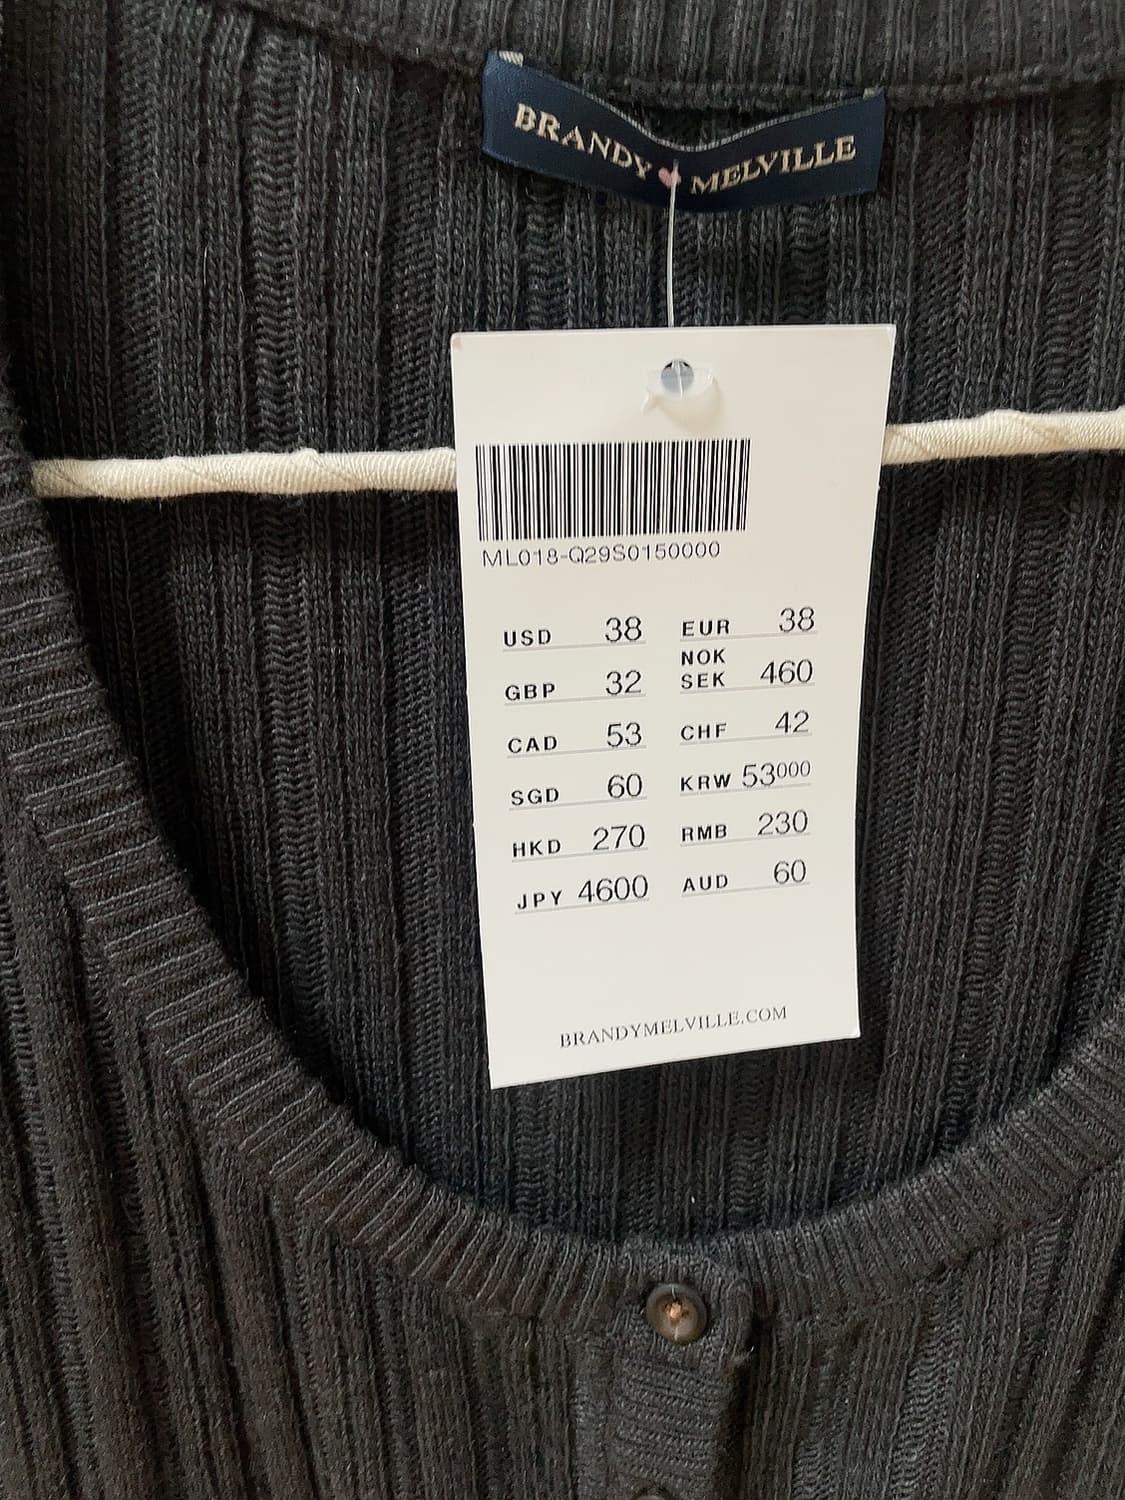 BRANDY MELVILLE
ML018-Q29S0150000
USD 38 EUR 38
NOK
GBP 32 SEK 460
CAD 53 CHF 42
SGD 60 KRW 53000
HKD 270 RMB 230
JPY 4600 AUD 60
BRANDYMELVILLE.COM